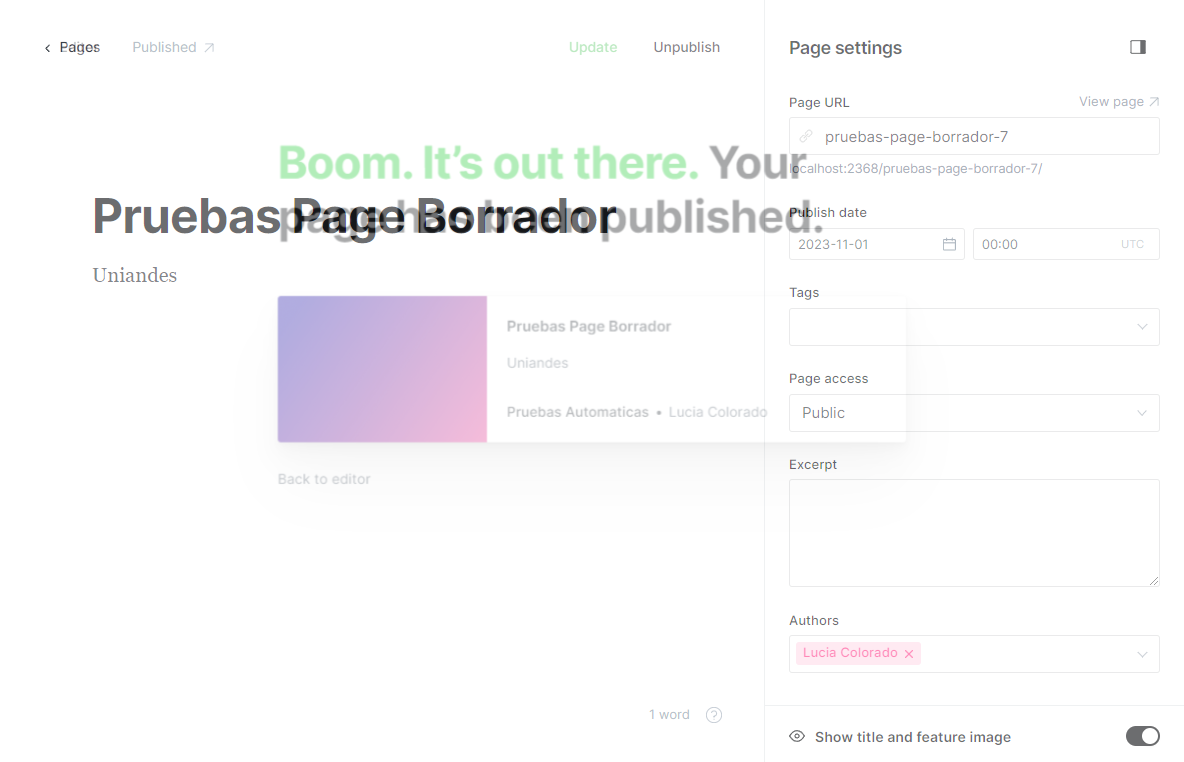 Pages
Published
Update
Unpublish
Boom. It's out there. Your
page has been published.
Pruebas Page Borrador
Uniandes
Pruebas Page Borrador
Uniandes
Pruebas Automaticas • Lucia Colorado
Back to editor
1 word
Page settings
Page URL
View page
pruebas-page-borrador-7
localhost:2368/pruebas-page-borrador-7/
Publish date
2023-11-01
00:00
UTC
Tags
Page access
Public
Excerpt
Authors
Lucia Colorado
Show title and feature image